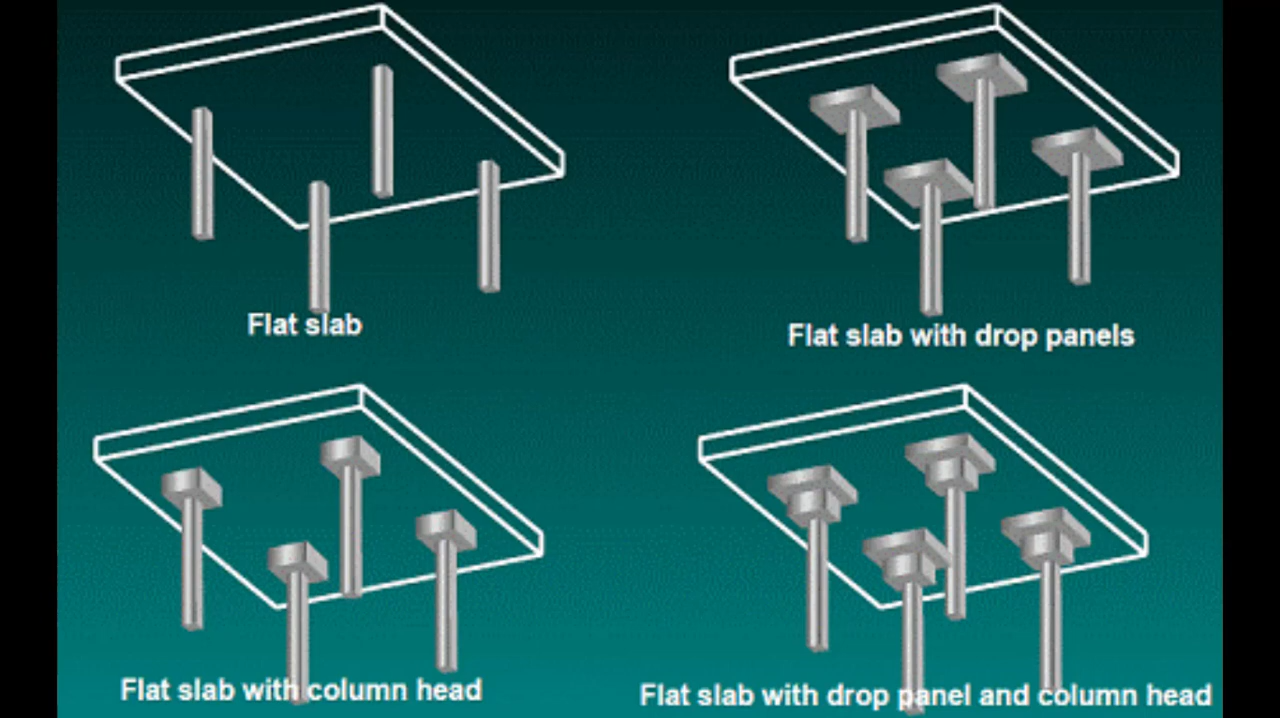 Flat slab
Flat slab with drop panels
Flat slab with column head
Flat slab with drop panel and column head